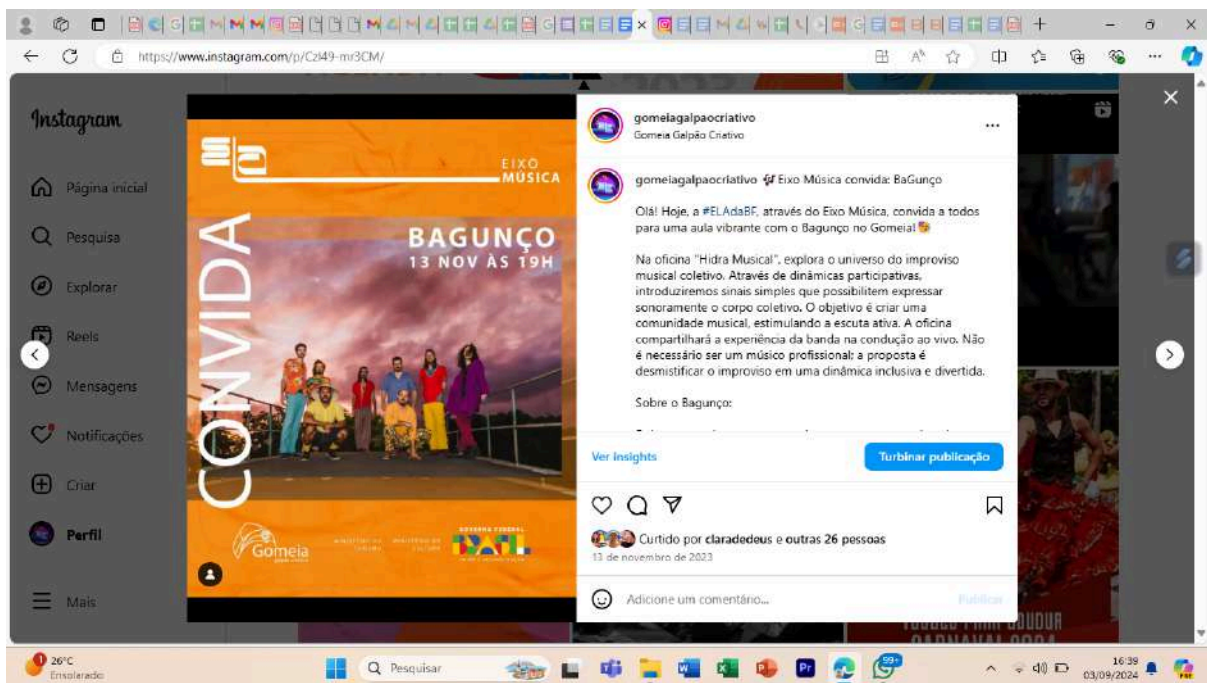 https://www.instagram.com/p/Czl49-mr3CM/
Instagram
Página inicial
Pesquisa
Explorar
Reels
Mensagens
Notificações
Criar
Perfil
Mais
EIXO
MÚSICA
CONVIDA
BAGUNÇO
13 NOV ÀS 19H
Gomeia
GOVERNO FEDERAL
BRASIL
gomeiagalpaocriativo
Gomeia Galpão Criativo
gomeiagalpaocriativo 🎶 Eixo Música convida: BaGunço
Olá! Hoje, a #ELAdaBF, através do Eixo Música, convida a todos
para uma aula vibrante com o Bagunço no Gomeia!
Na oficina "Hidra Musical", explora o universo do improviso
musical coletivo. Através de dinâmicas participativas,
introduziremos sinais simples que possibilitem expressar
sonoramente o corpo coletivo. O objetivo é criar uma
comunidade musical, estimulando a escuta ativa. A oficina
compartilhará a experiência da banda na condução ao vivo. Não
é necessário ser um músico profissional; a proposta é
desmistificar o improviso em uma dinâmica inclusiva e divertida.
Sobre o Bagunço:
Ver insights
Turbinar publicação
Curtido por claradedeus e outras 26 pessoas
13 de novembro de 2023
Adicione um comentário...
Publicar
26°C
Ensolarado
Pesquisar
99+
16:39
03/09/2024